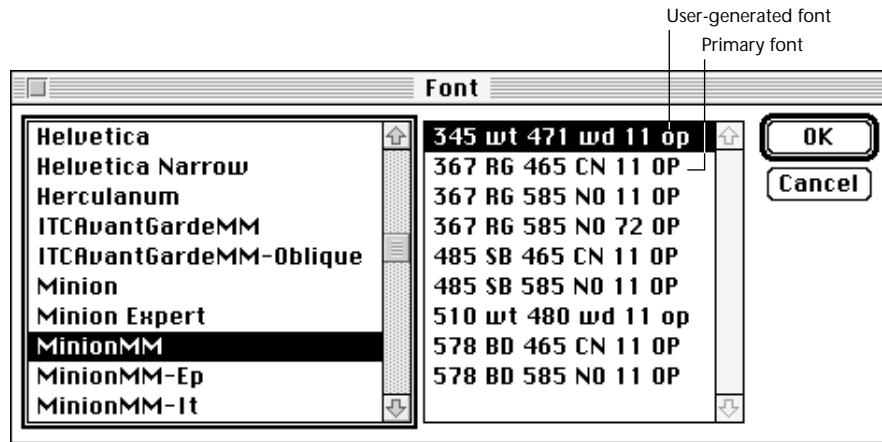 User-generated font
Primary font
Font
Helvetica
Helvetica Narrow
Herculanum
ITCAvantGardeMM
ITCAvantGardeMM-Oblique
Minion
Minion Expert
MinionMM
MinionMM-Ep
MinionMM-It
345 wt 471 wd 11 op
367 RG 465 CN 11 OP
367 RG 585 NO 11 OP
367 RG 585 NO 72 OP
485 SB 465 CN 11 OP
485 SB 585 NO 11 OP
510 wt 480 wd 11 op
578 BD 465 CN 11 OP
578 BD 585 NO 11 OP
OK
Cancel